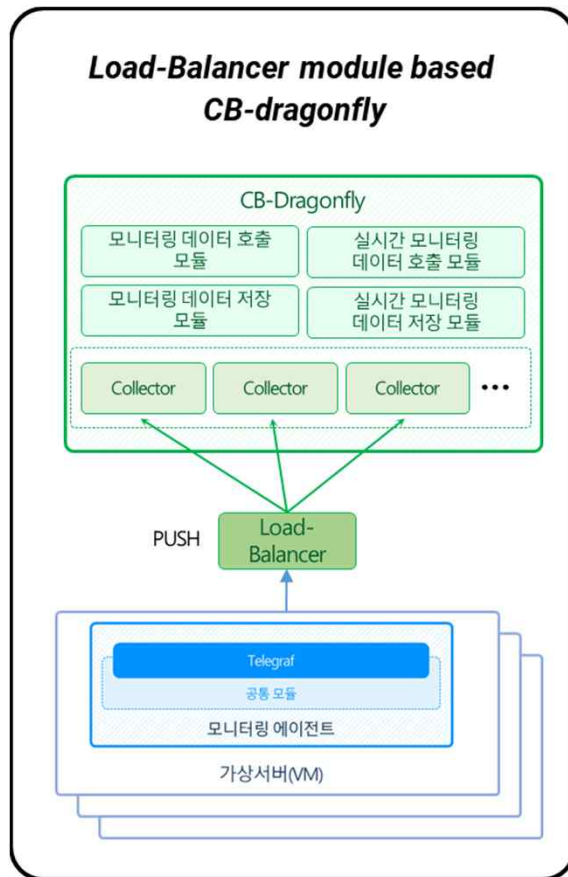 Load-Balancer module based
CB-dragonfly
CB-Dragonfly
모니터링 데이터 호출
모듈
실시간 모니터링
데이터 호출 모듈
모니터링 데이터 저장
모듈
실시간 모니터링
데이터 저장 모듈
Collector
Collector
Collector
•••
PUSH
Load-
Balancer
Telegraf
공통 모듈
모니터링 에이전트
가상서버(VM)